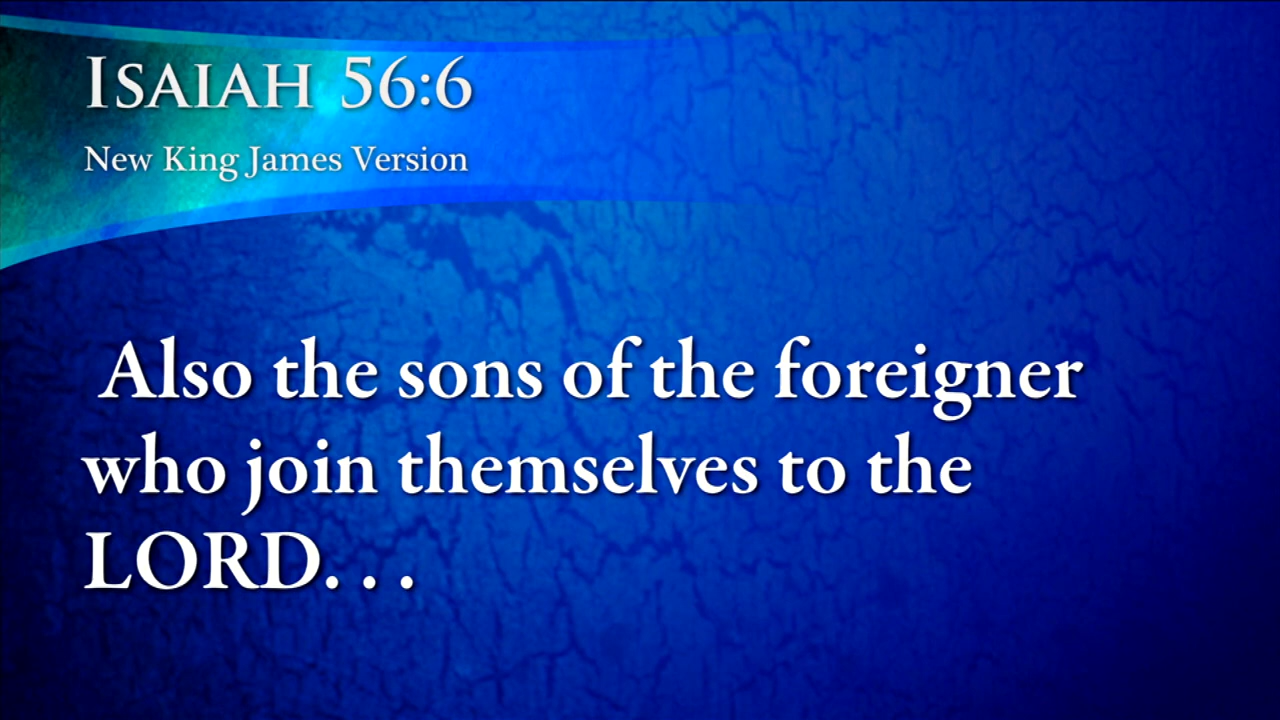 Isaiah 56:6
New King James Version
Also the sons of the foreigner
who join themselves to the
LORD. . .